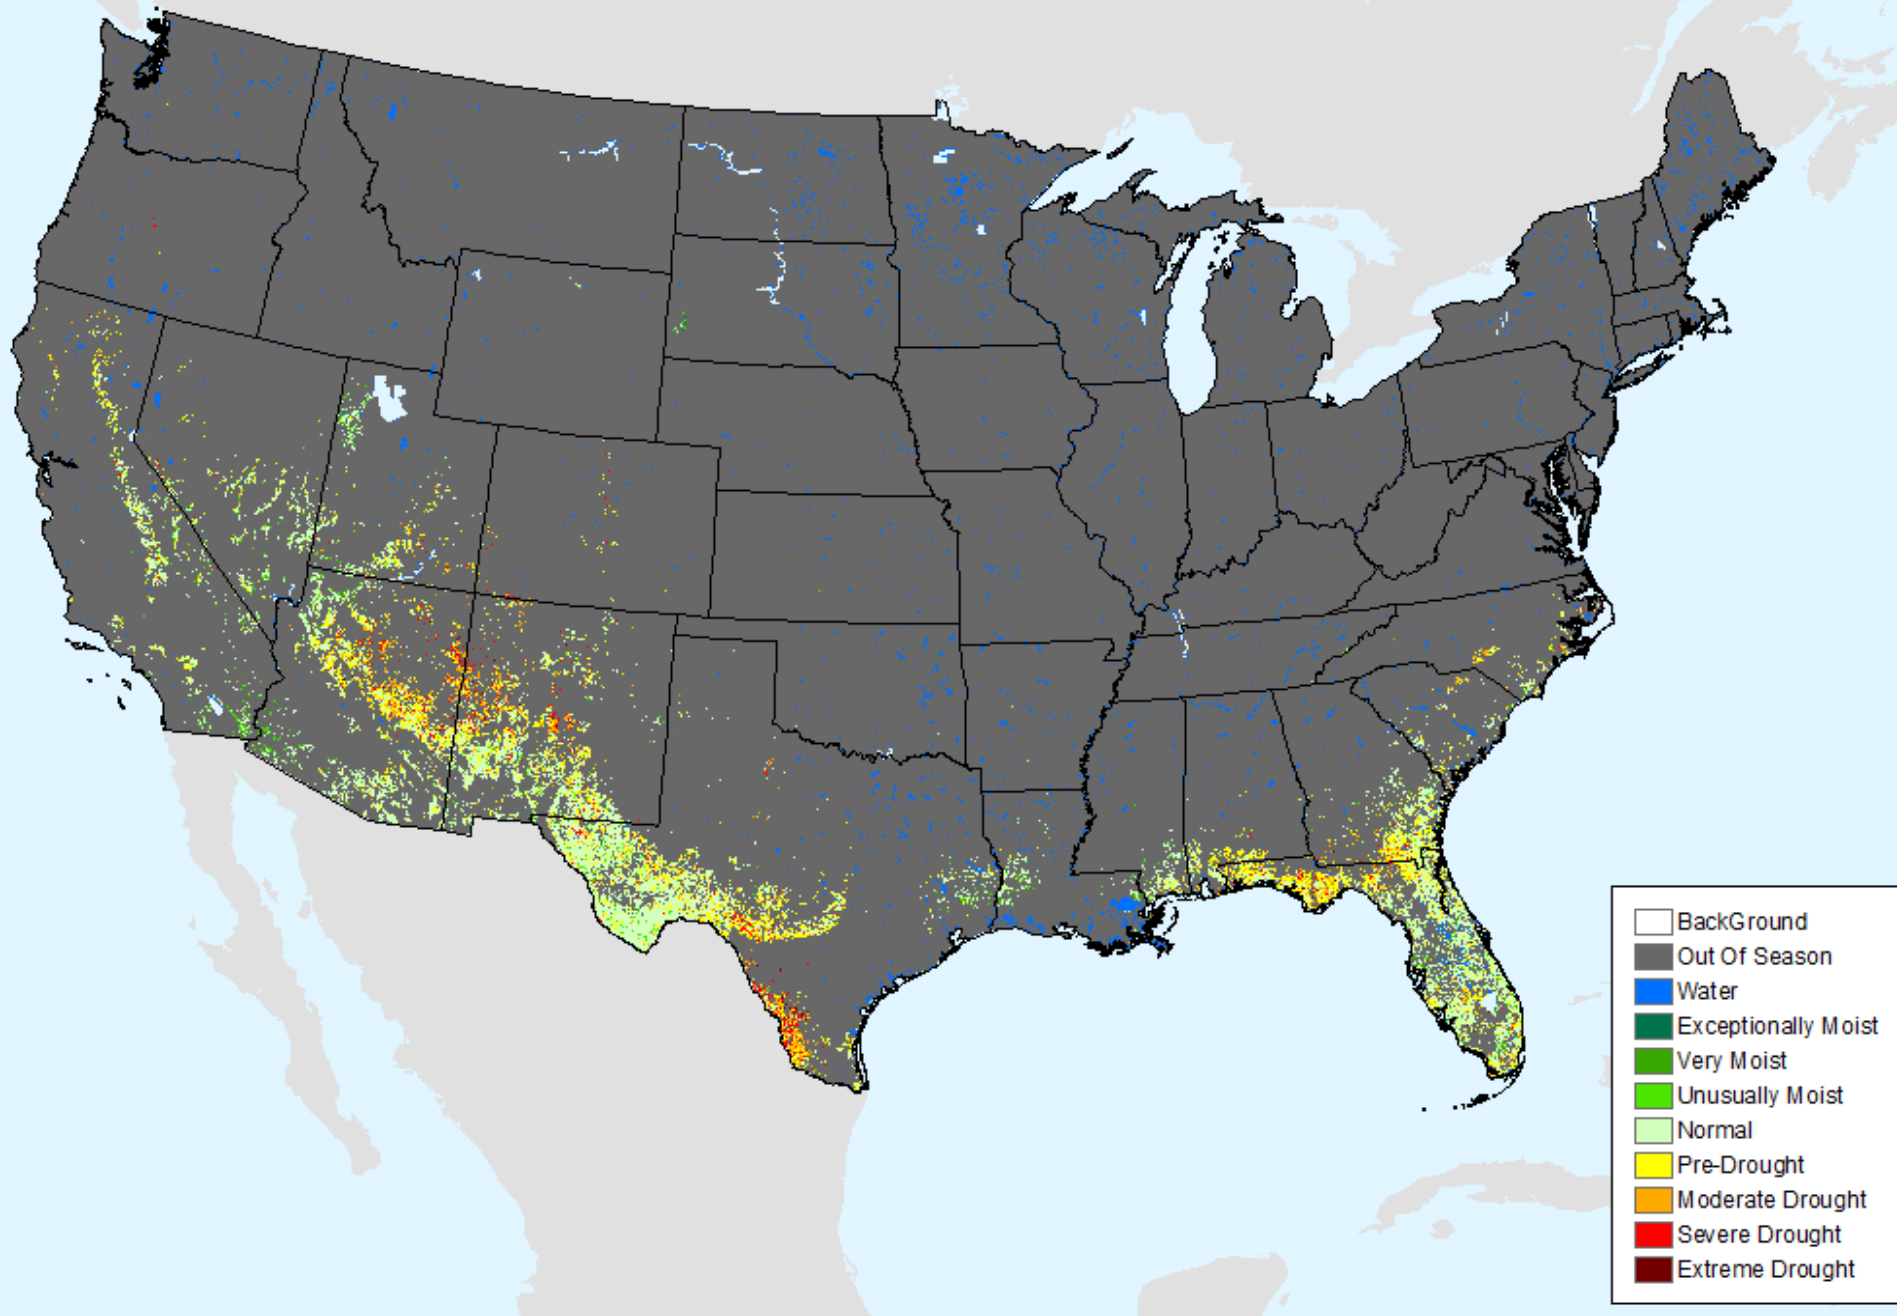 BackGround
Out Of Season
Water
Exceptionally Moist
Very Moist
Unusually Moist
Normal
Pre-Drought
Moderate Drought
Severe Drought
Extreme Drought